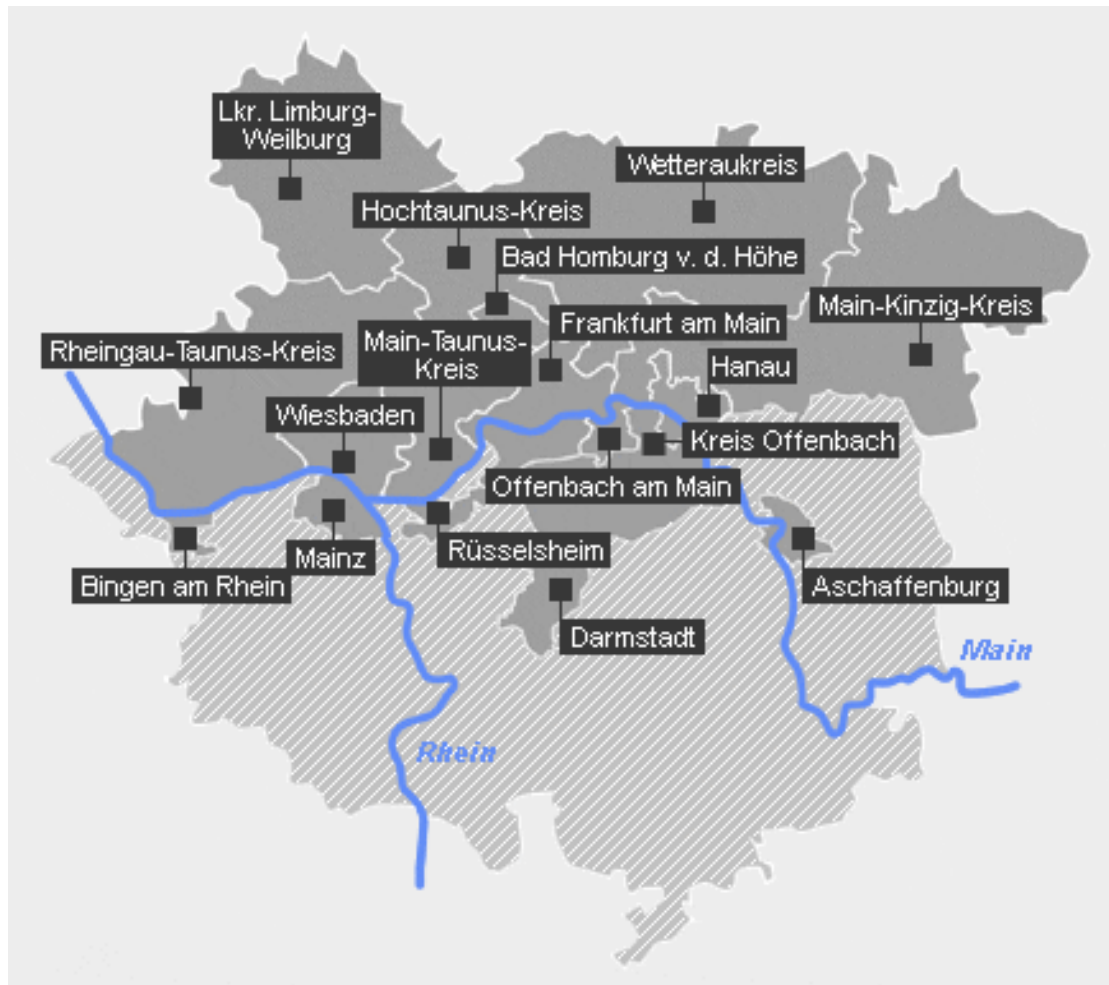 Lkr. Limburg-
Weilburg
Wetteraukreis
Hochtaunus-Kreis
Bad Homburg v. d. Höhe
Main-Kinzig-Kreis
Frankfurt am Main
Rheingau-Taunus-Kreis
Main-Taunus-
Kreis
Hanau
Wiesbaden
Kreis Offenbach
Offenbach am Main
Mainz
Rüsselsheim
Bingen am Rhein
Aschaffenburg
Darmstadt
Main
Rhein